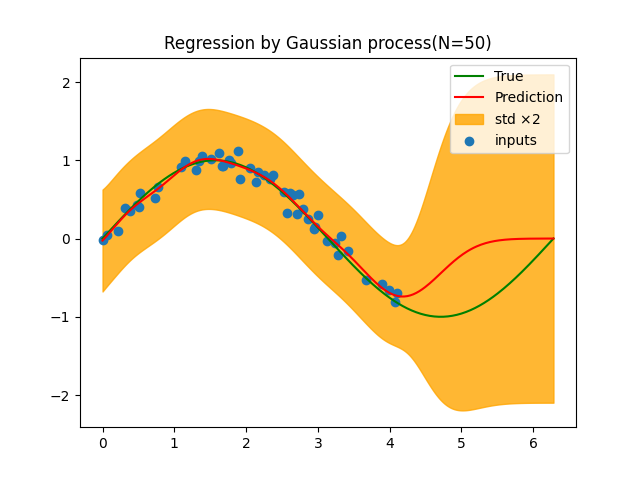 Regression by Gaussian process(N=50)
True
Prediction
std ×2
inputs
2
1
0
−1
−2
0 1 2 3 4 5 6